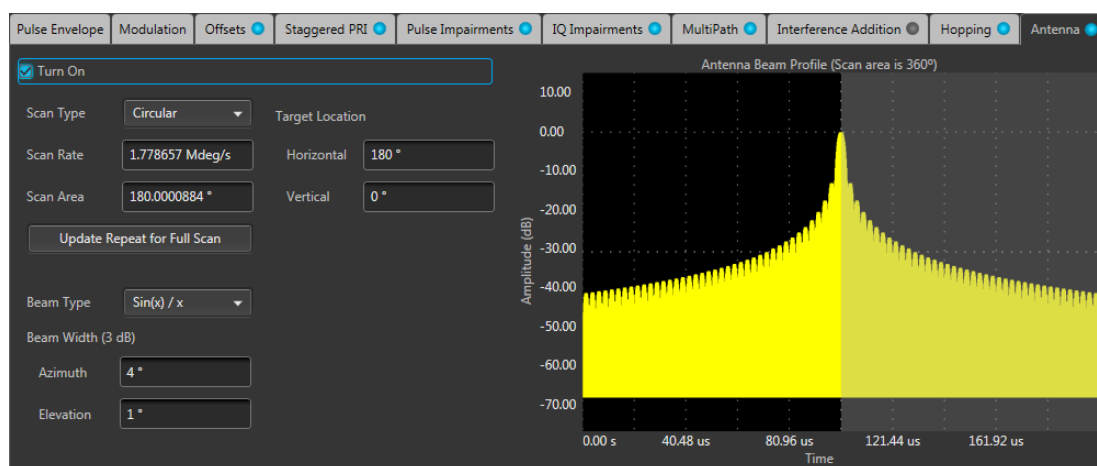 Pulse Envelope Modulation Offsets Staggered PRI Pulse Impairments IQ Impairments MultiPath Interference Addition Hopping Antenna
Turn On
Scan Type Circular Target Location
Scan Rate 1.778657 Mdeg/s Horizontal 180 °
Scan Area 180.0000884 ° Vertical 0 °
Update Repeat for Full Scan
Beam Type Sin(x) / x
Beam Width (3 dB)
Azimuth 4 °
Elevation 1 °
Antenna Beam Profile (Scan area is 360º)
Amplitude (dB)
10.00
0.00
-10.00
-20.00
-30.00
-40.00
-50.00
-60.00
-70.00
0.00 s 40.48 us 80.96 us 121.44 us 161.92 us
Time